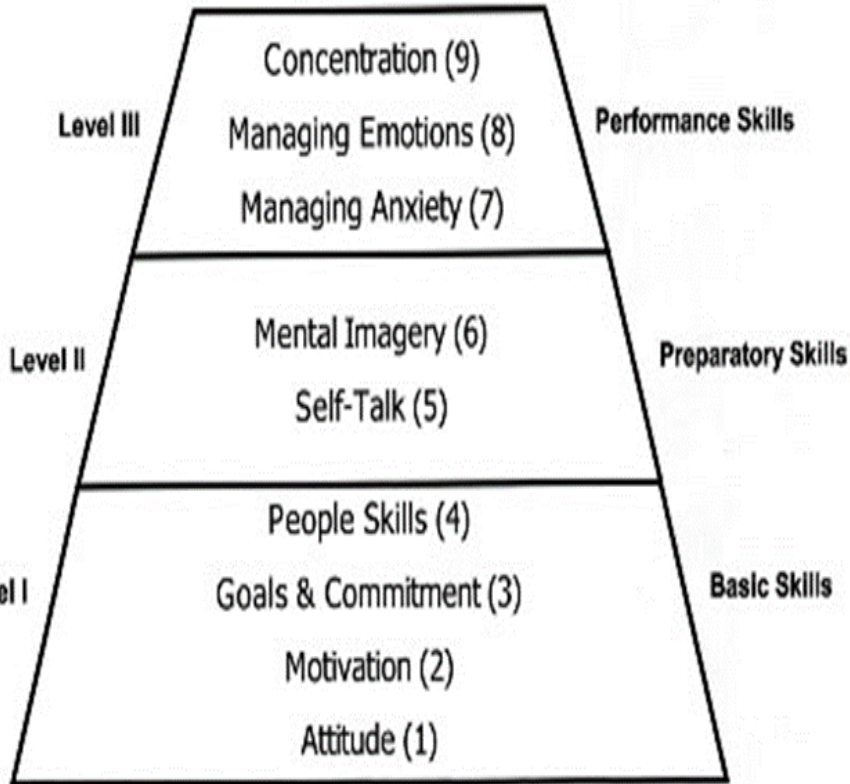 Concentration (9)
Level III
Performance Skills
Managing Emotions (8)
Managing Anxiety (7)
Mental Imagery (6)
Level II
Preparatory Skills
Self-Talk (5)
People Skills (4)
el I
Goals & Commitment (3)
Basic Skills
Motivation (2)
Attitude (1)